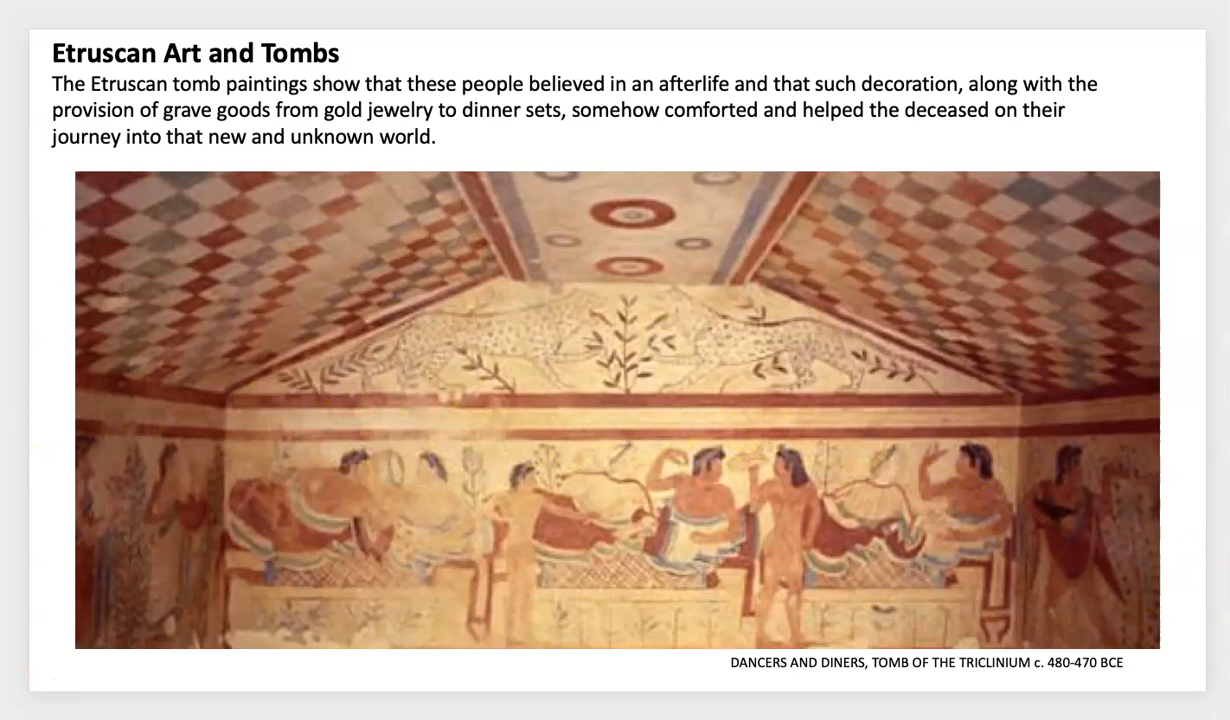 Etruscan Art and Tombs
The Etruscan tomb paintings show that these people believed in an afterlife and that such decoration, along with the
provision of grave goods from gold jewelry to dinner sets, somehow comforted and helped the deceased on their
journey into that new and unknown world.
DANCERS AND DINERS, TOMB OF THE TRICLINIUM c. 480-470 BCE